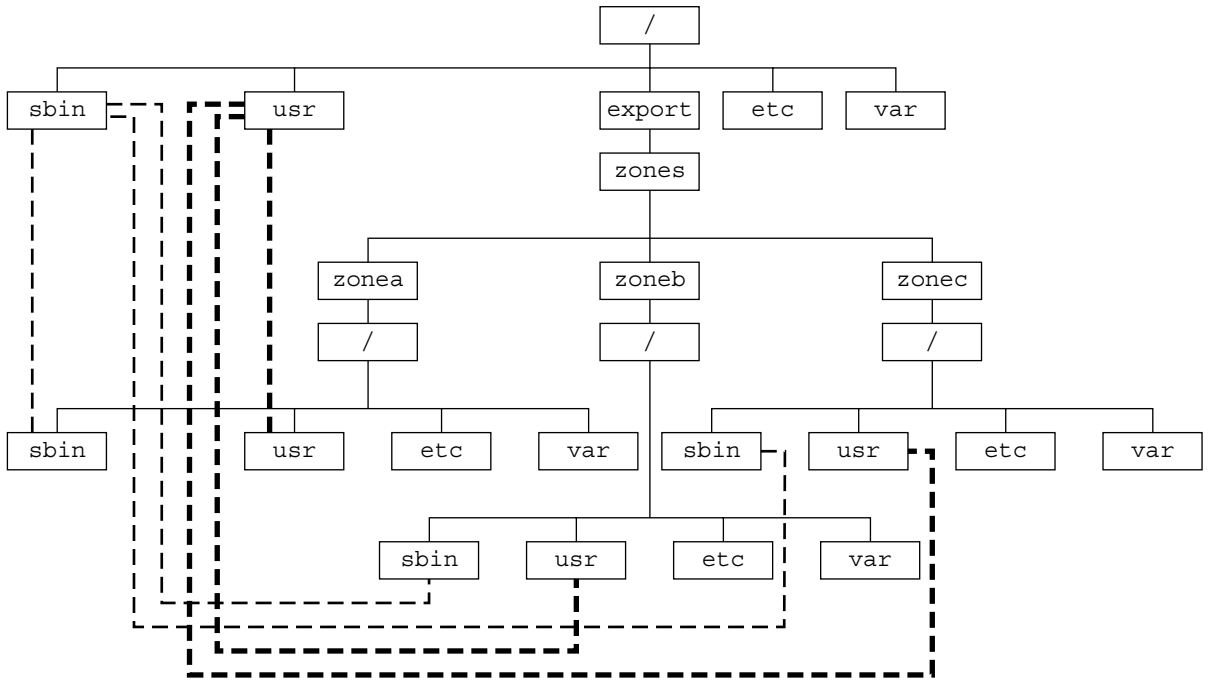 /
sbin usr export etc var
zones
zonea zoneb zonec
/ / /
sbin usr etc var sbin usr etc var
sbin usr etc var